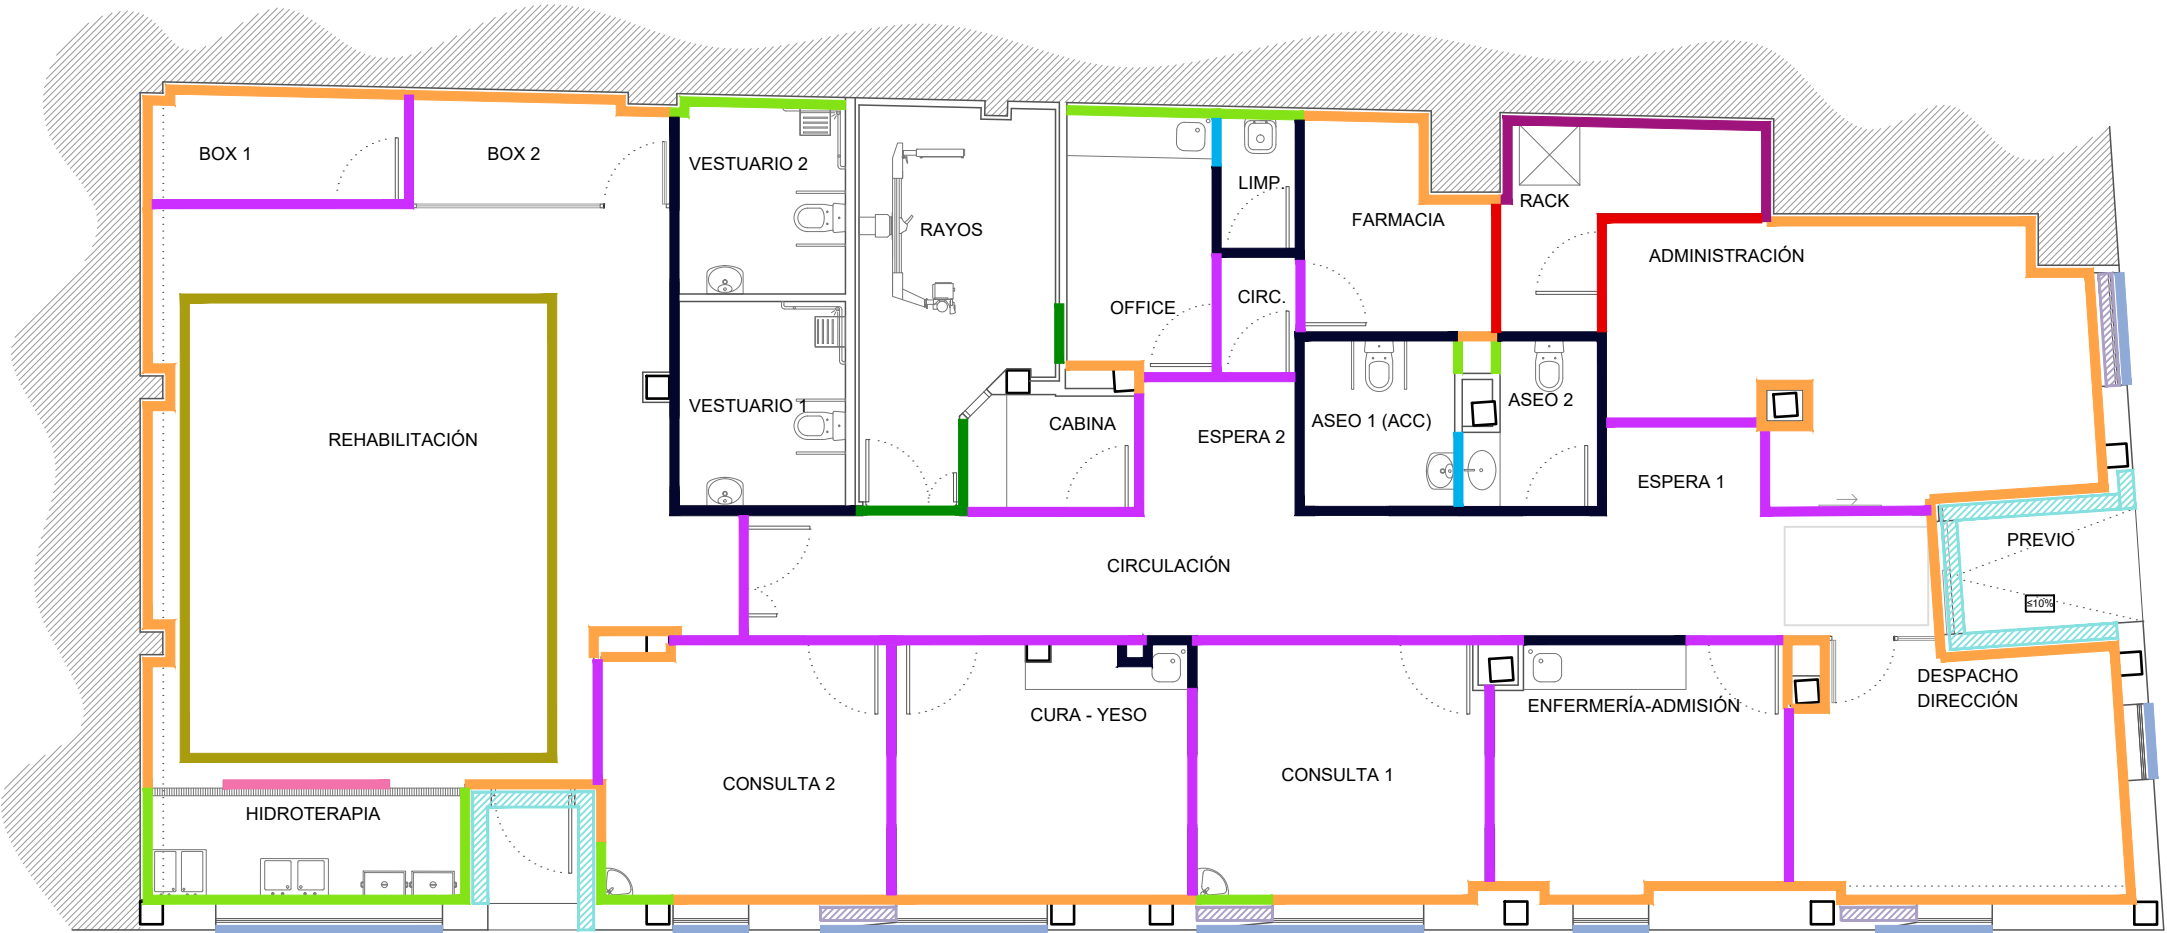 BOX 1
BOX 2
VESTUARIO 2
LIMP.
RACK
FARMACIA
RAYOS
ADMINISTRACIÓN
CIRC.
OFFICE
VESTUARIO 1
ASEO 2
ASEO 1 (ACC)
CABINA
REHABILITACIÓN
ESPERA 2
ESPERA 1
PREVIO
CIRCULACIÓN
≤10%
DESPACHO
DIRECCIÓN
ENFERMERÍA-ADMISIÓN
CURA - YESO
CONSULTA 1
CONSULTA 2
HIDROTERAPIA